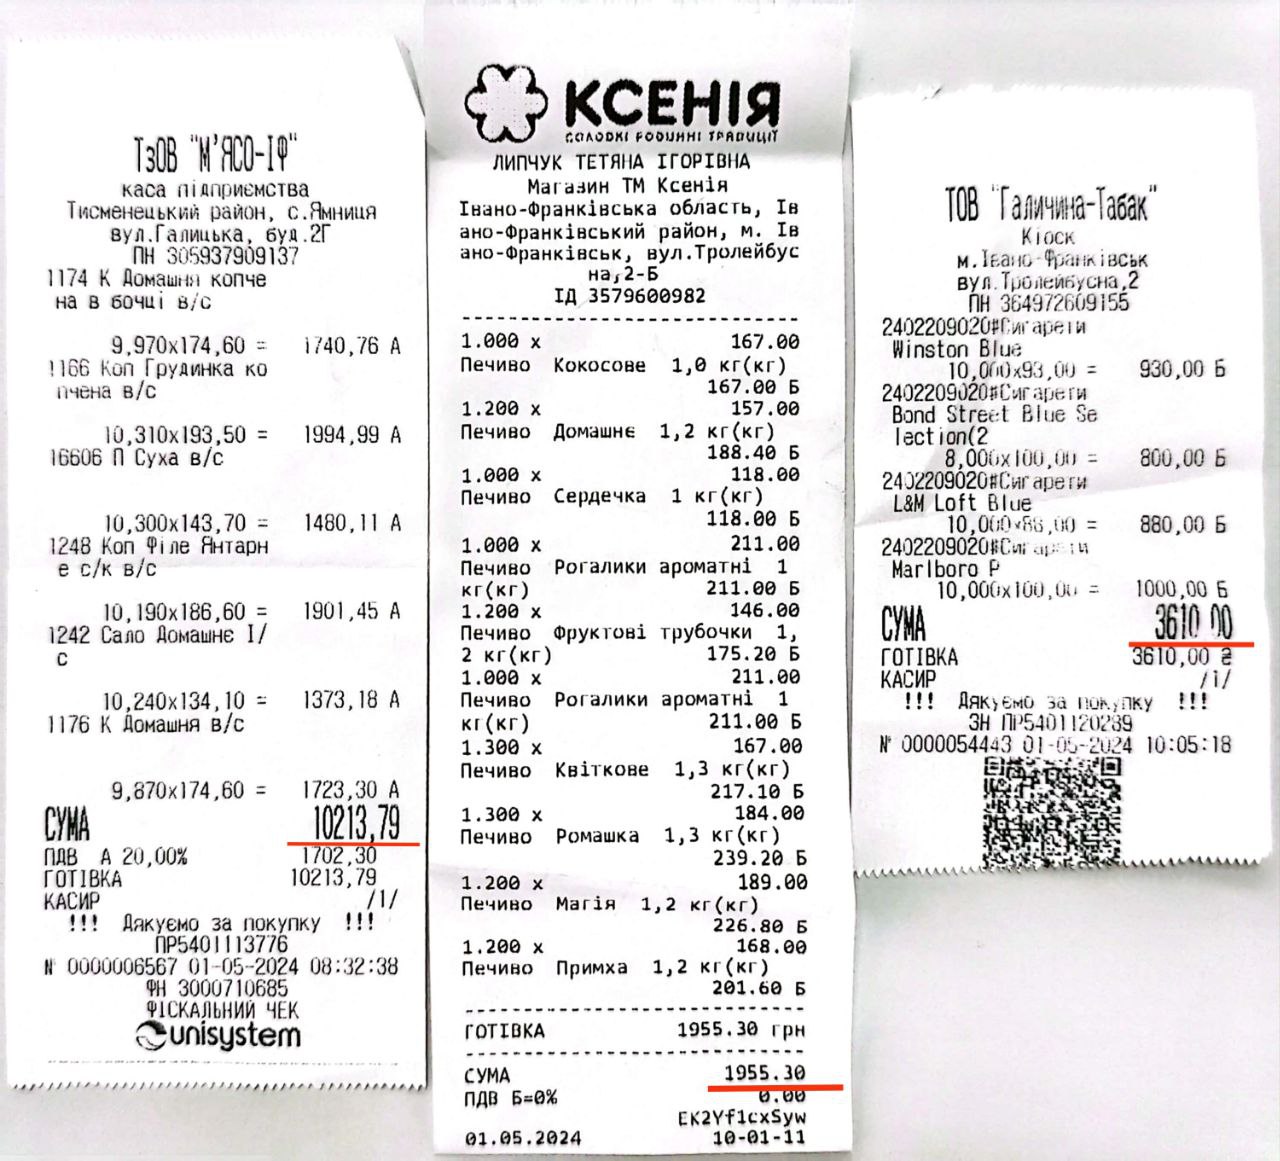 ТзОВ "М'ЯСО-ІФ"
каса підприємства
Тисменецький район, с.Ямниця
вул.Галицька, буд.2Г
ПН 305937909137
1174 К Домашня копче
на в бочці в/с
9,970х174,60 = 1740,76 А
1166 Коп Грудинка ко
пчена в/с
10,310х193,50 = 1994,99 А
16606 П Суха в/с
10,300х143,70 = 1480,11 А
1248 Коп Філе Янтарн
е с/к в/с
10,190х186,60 = 1901,45 А
1242 Сало Домашнє І/
с
10,240х134,10 = 1373,18 А
1176 К Домашня в/с
9,870х174,60 = 1723,30 А
СУМА 10213,79
ПДВ А 20,00% 1702,30
ГОТІВКА 10213,79
КАСИР /1/
!!! Дякуємо за покупку !!!
ПР5401113776
№ 0000006567 01-05-2024 08:32:38
ФН 3000710685
ФІСКАЛЬНИЙ ЧЕК
unisystem
КСЕНІЯ
СОЛОДКІ РОДИННІ ТРАДИЦІЇ
ЛИПЧУК ТЕТЯНА ІГОРІВНА
Магазин ТМ Ксенія
Івано-Франківська область, Ів
ано-Франківський район, м. Ів
ано-Франківськ, вул.Тролейбус
на,2-Б
ІД 3579600982
1.000 х 167.00
Печиво Кокосове 1,0 кг(кг)
167.00 Б
1.200 х 157.00
Печиво Домашнє 1,2 кг(кг)
188.40 Б
1.000 х 118.00
Печиво Сердечка 1 кг(кг)
118.00 Б
1.000 х 211.00
Печиво Рогалики ароматні 1
кг(кг) 211.00 Б
1.200 х 146.00
Печиво Фруктові трубочки 1,
2 кг(кг) 175.20 Б
1.000 х 211.00
Печиво Рогалики ароматні 1
кг(кг) 211.00 Б
1.300 х 167.00
Печиво Квіткове 1,3 кг(кг)
217.10 Б
1.300 х 184.00
Печиво Ромашка 1,3 кг(кг)
239.20 Б
1.200 х 189.00
Печиво Магія 1,2 кг(кг)
226.80 Б
1.200 х 168.00
Печиво Примха 1,2 кг(кг)
201.60 Б
ГОТІВКА 1955.30 грн
СУМА 1955.30
ПДВ Б=0% 0.00
EK2Yf1cxSyw
01.05.2024 10-01-11
ТОВ "Галичина-Табак"
Кіоск
м.Івано-Франківськ
вул.Тролейбусна,2
ПН 364972609155
2402209020#Сигарети
Winston Blue
10,000х93,00 = 930,00 Б
2402209020#Сигарети
Bond Street Blue Se
lection(2
8,000х100,00 = 800,00 Б
2402209020#Сигарети
L&M Loft Blue
10,000х88,00 = 880,00 Б
2402209020#Сигарети
Marlboro P
10,000х100,00 = 1000,00 Б
СУМА 3610,00
ГОТІВКА 3610,00 ₴
КАСИР /1/
!!! Дякуємо за покупку !!!
ЗН ПР5401120289
№ 0000054443 01-05-2024 10:05:18